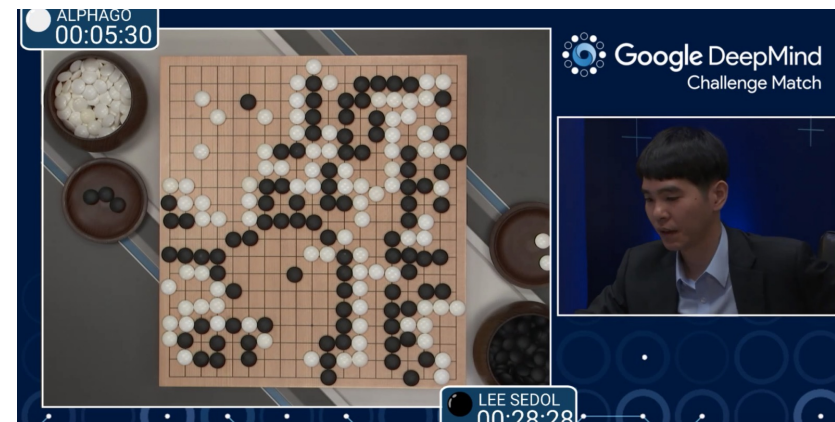 ALPHAGO
00:05:30
Google DeepMind
Challenge Match
LEE SEDOL
00:28:28